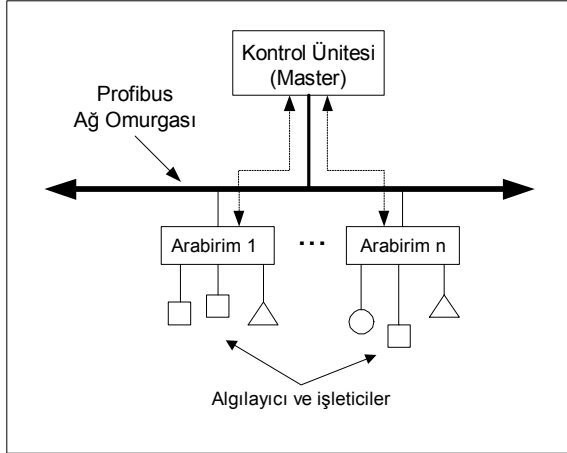 Kontrol Ünitesi
(Master)
Profibus
Ağ Omurgası
Arabirim 1
...
Arabirim n
Algılayıcı ve işleticiler